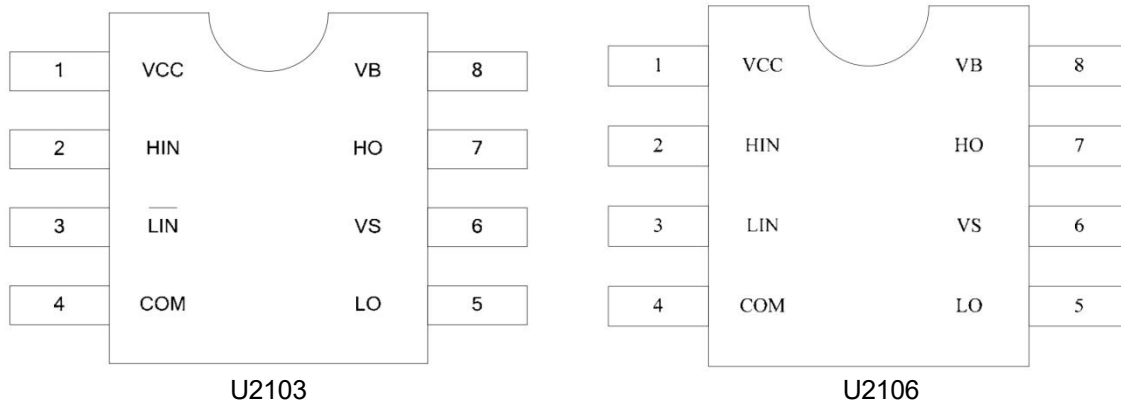 1 VCC VB 8
2 HIN HO 7
3 L̅I̅N̅ VS 6
4 COM LO 5
U2103
1 VCC VB 8
2 HIN HO 7
3 LIN VS 6
4 COM LO 5
U2106